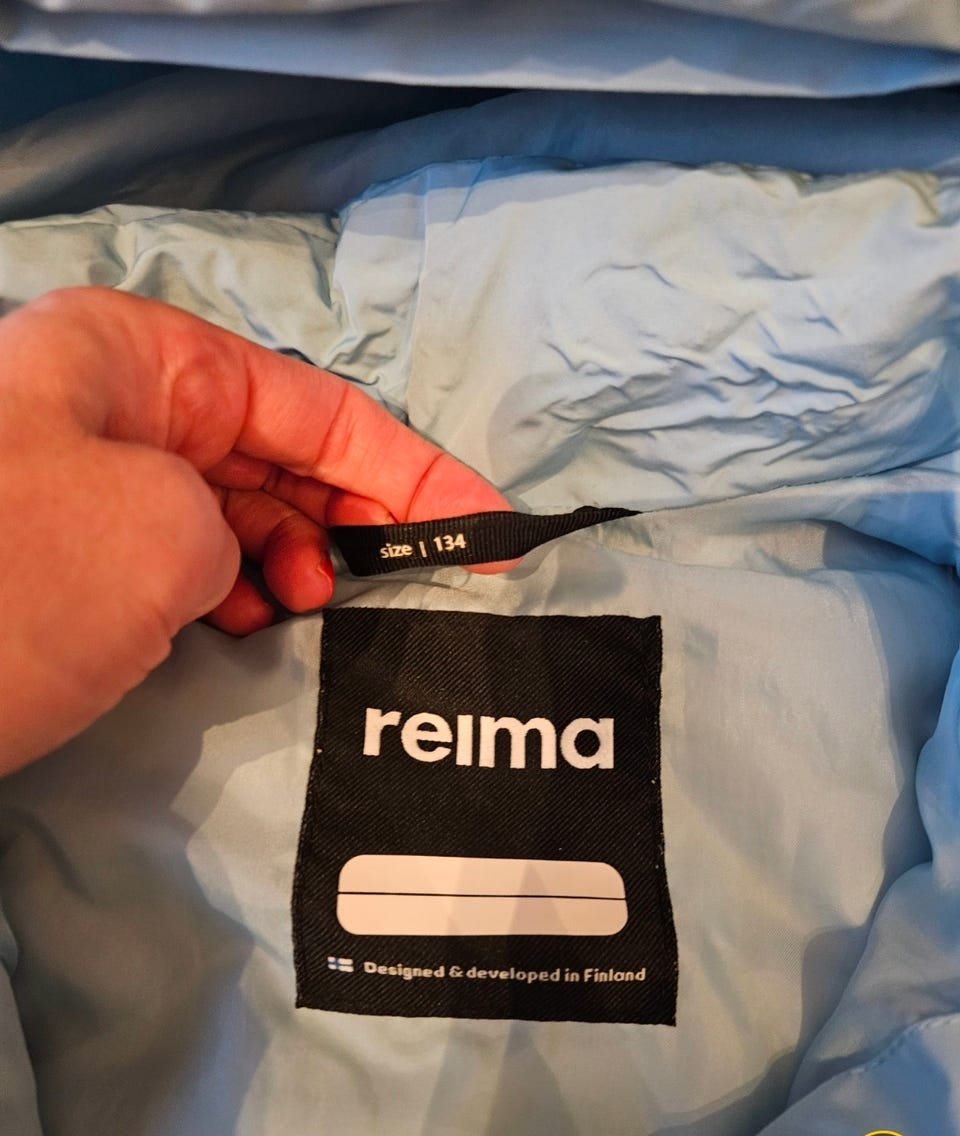 size | 134
reima
Designed & developed in Finland